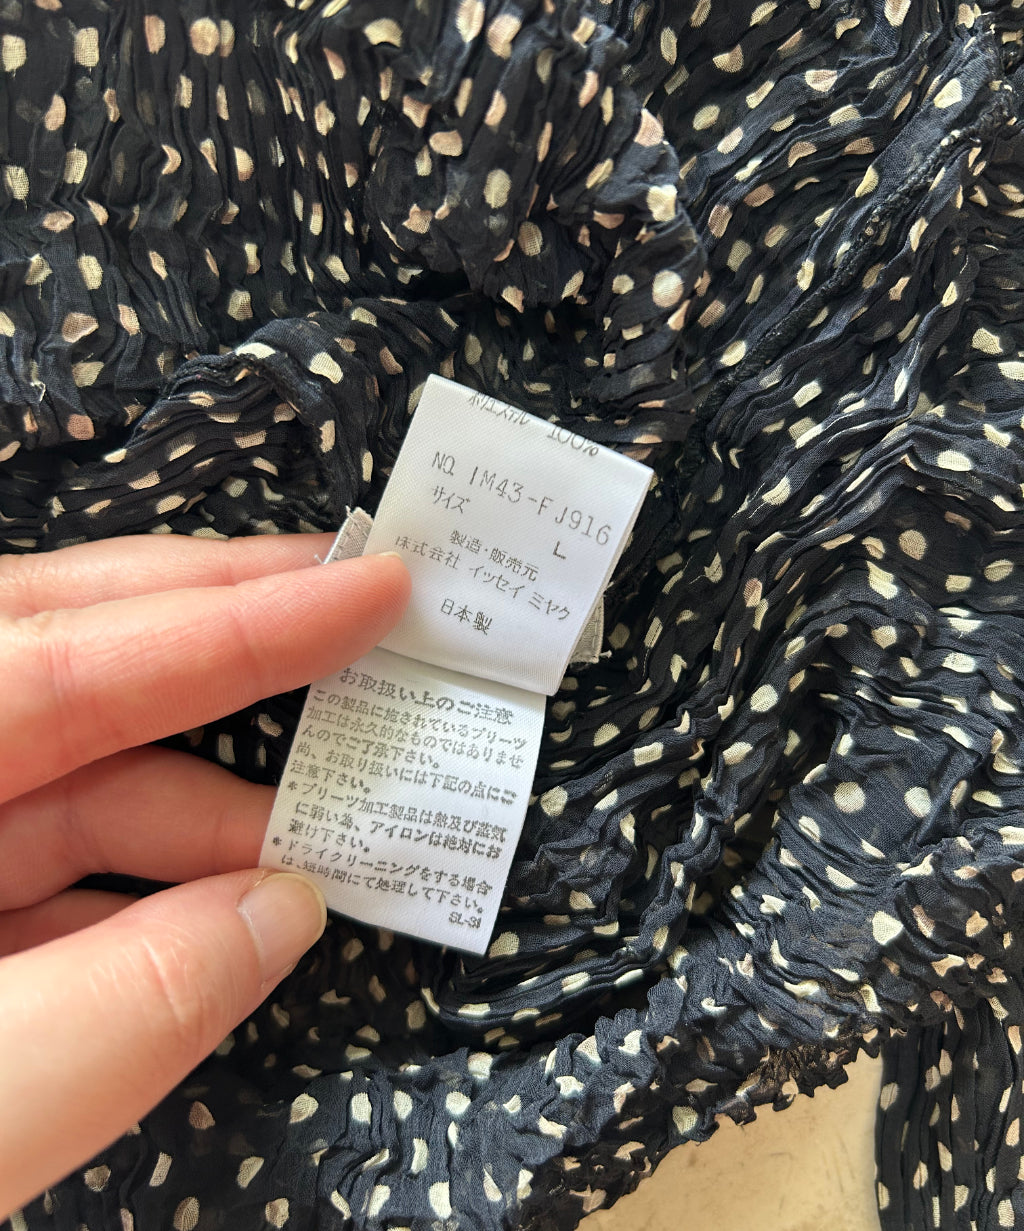 ポリエステル 100%
NO. IM43-FJ916
サイズ L
製造・販売元
株式会社 イッセイ ミヤケ
日本製
お取扱い上のご注意
この製品に施されているプリーツ
加工は永久的なものではありませ
んのでご了承下さい。
尚、お取り扱いには下記の点にご
注意下さい。
*プリーツ加工製品は熱及び蒸気
に弱い為、アイロンは絶対にお
避け下さい。
*ドライクリーニングをする場合
は、短時間にて処理して下さい。
SL-31